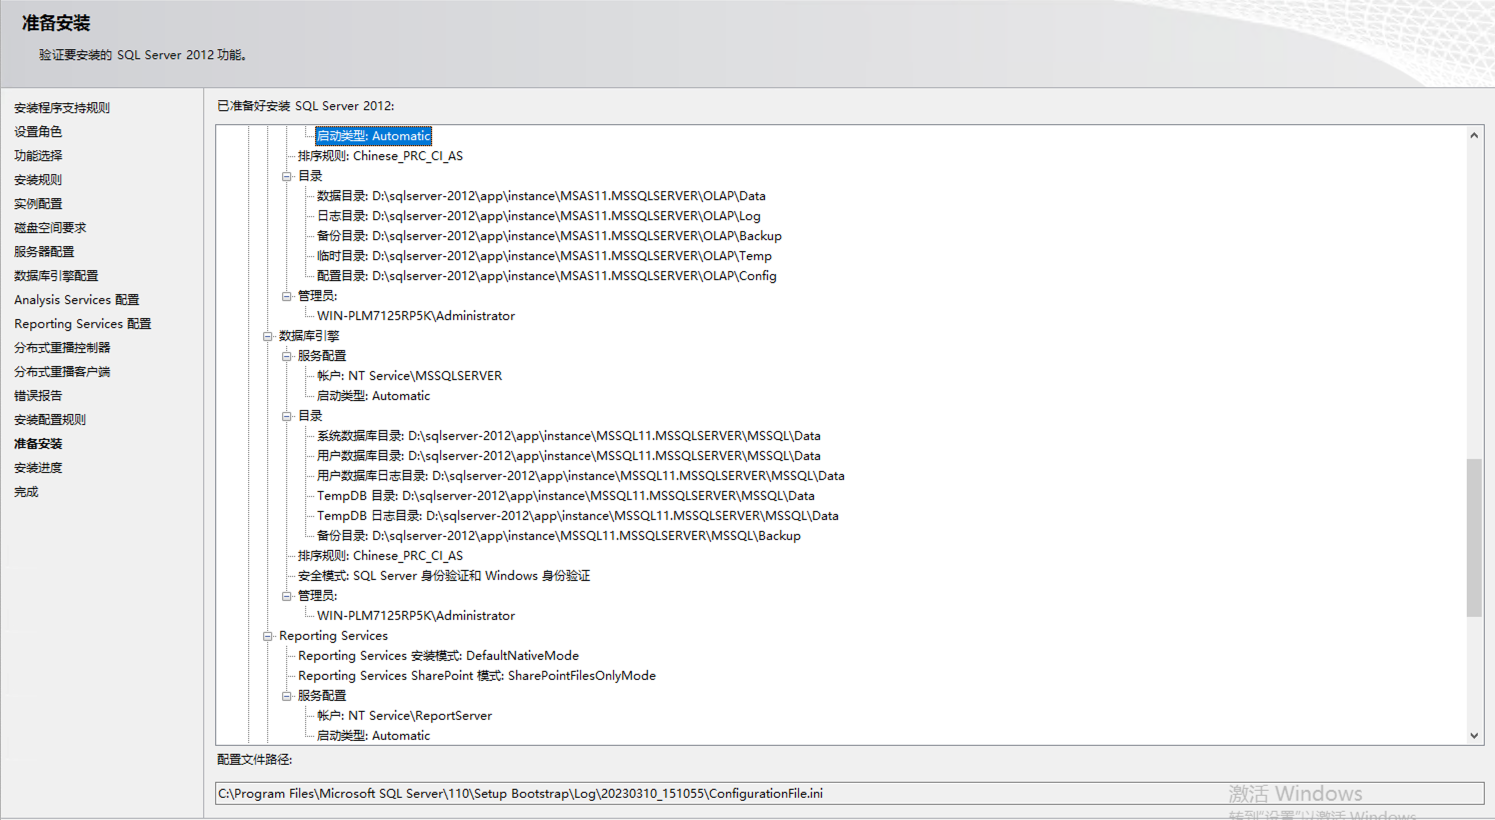 准备安装
验证要安装的 SQL Server 2012 功能。
安装程序支持规则
设置角色
功能选择
安装规则
实例配置
磁盘空间要求
服务器配置
数据库引擎配置
Analysis Services 配置
Reporting Services 配置
分布式重播控制器
分布式重播客户端
错误报告
安装配置规则
准备安装
安装进度
完成
已准备好安装 SQL Server 2012:
启动类型: Automatic
排序规则: Chinese_PRC_CI_AS
目录
数据目录: D:\sqlserver-2012\app\instance\MSAS11.MSSQLSERVER\OLAP\Data
日志目录: D:\sqlserver-2012\app\instance\MSAS11.MSSQLSERVER\OLAP\Log
备份目录: D:\sqlserver-2012\app\instance\MSAS11.MSSQLSERVER\OLAP\Backup
临时目录: D:\sqlserver-2012\app\instance\MSAS11.MSSQLSERVER\OLAP\Temp
配置目录: D:\sqlserver-2012\app\instance\MSAS11.MSSQLSERVER\OLAP\Config
管理员:
WIN-PLM7125RP5K\Administrator
数据库引擎
服务配置
帐户: NT Service\MSSQLSERVER
启动类型: Automatic
目录
系统数据库目录: D:\sqlserver-2012\app\instance\MSSQL11.MSSQLSERVER\MSSQL\Data
用户数据库目录: D:\sqlserver-2012\app\instance\MSSQL11.MSSQLSERVER\MSSQL\Data
用户数据库日志目录: D:\sqlserver-2012\app\instance\MSSQL11.MSSQLSERVER\MSSQL\Data
TempDB 目录: D:\sqlserver-2012\app\instance\MSSQL11.MSSQLSERVER\MSSQL\Data
TempDB 日志目录: D:\sqlserver-2012\app\instance\MSSQL11.MSSQLSERVER\MSSQL\Data
备份目录: D:\sqlserver-2012\app\instance\MSSQL11.MSSQLSERVER\MSSQL\Backup
排序规则: Chinese_PRC_CI_AS
安全模式: SQL Server 身份验证和 Windows 身份验证
管理员:
WIN-PLM7125RP5K\Administrator
Reporting Services
Reporting Services 安装模式: DefaultNativeMode
Reporting Services SharePoint 模式: SharePointFilesOnlyMode
服务配置
帐户: NT Service\ReportServer
启动类型: Automatic
配置文件路径:
C:\Program Files\Microsoft SQL Server\110\Setup Bootstrap\Log\20230310_151055\ConfigurationFile.ini
激活 Windows
转到"设置"以激活 Windows